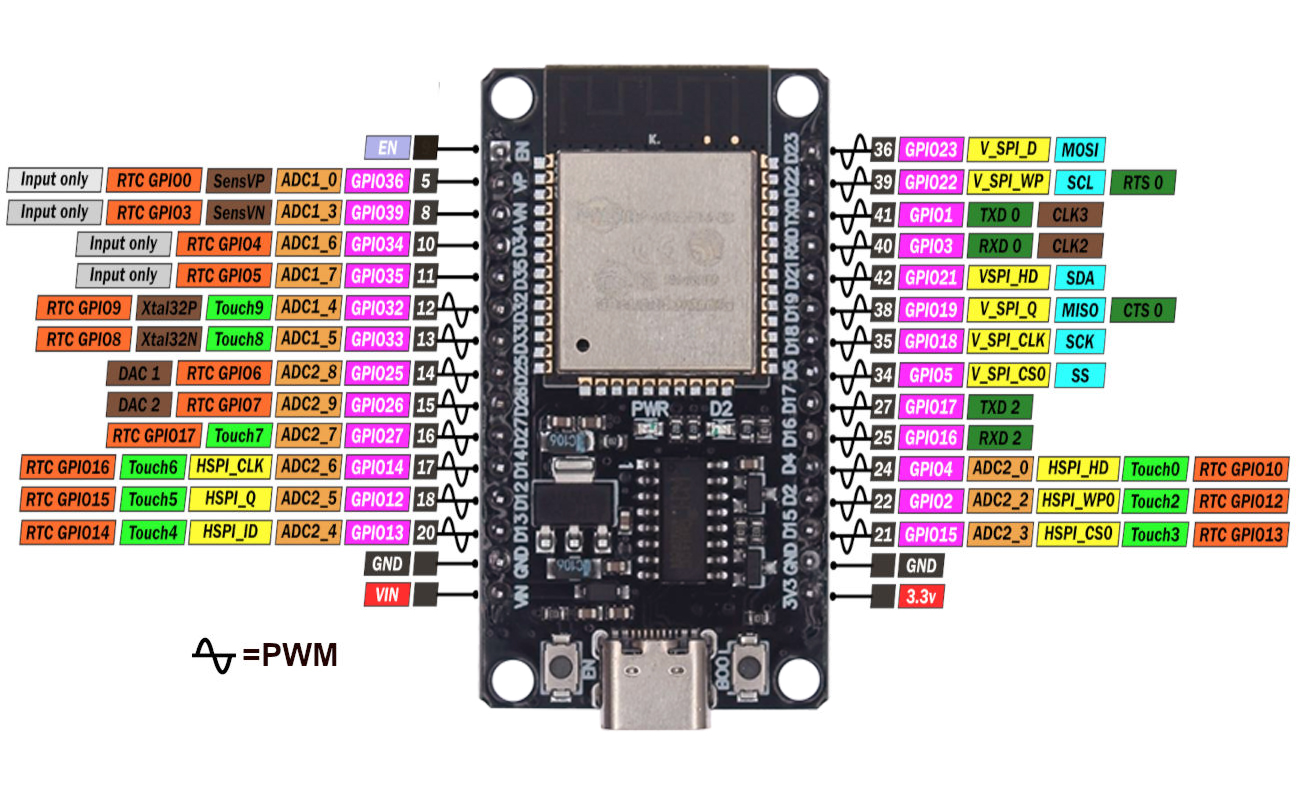 EN
Input only RTC GPIO0 SensVP ADC1_0 GPIO36 5
Input only RTC GPIO3 SensVN ADC1_3 GPIO39 8
Input only RTC GPIO4 ADC1_6 GPIO34 10
Input only RTC GPIO5 ADC1_7 GPIO35 11
RTC GPIO9 Xtal32P Touch9 ADC1_4 GPIO32 12
RTC GPIO8 Xtal32N Touch8 ADC1_5 GPIO33 13
DAC 1 RTC GPIO6 ADC2_8 GPIO25 14
DAC 2 RTC GPIO7 ADC2_9 GPIO26 15
RTC GPIO17 Touch7 ADC2_7 GPIO27 16
RTC GPIO16 Touch6 HSPI_CLK ADC2_6 GPIO14 17
RTC GPIO15 Touch5 HSPI_Q ADC2_5 GPIO12 18
RTC GPIO14 Touch4 HSPI_ID ADC2_4 GPIO13 20
GND
VIN
=PWM
EN
VP
VN
D34
D35
D32
D33
D25
D26
D27
D14
D12
D13
GND
VIN
K.
PWR D2
1
EN
BOO
D23
D22
TX0
RX0
D21
D19
D18
D5
D17
D16
D4
D2
D15
GND
3V3
36 GPIO23 V_SPI_D MOSI
39 GPIO22 V_SPI_WP SCL RTS 0
41 GPIO1 TXD 0 CLK3
40 GPIO3 RXD 0 CLK2
42 GPIO21 VSPI_HD SDA
38 GPIO19 V_SPI_Q MISO CTS 0
35 GPIO18 V_SPI_CLK SCK
34 GPIO5 V_SPI_CS0 SS
27 GPIO17 TXD 2
25 GPIO16 RXD 2
24 GPIO4 ADC2_0 HSPI_HD Touch0 RTC GPIO10
22 GPIO2 ADC2_2 HSPI_WP0 Touch2 RTC GPIO12
21 GPIO15 ADC2_3 HSPI_CS0 Touch3 RTC GPIO13
GND
3.3v